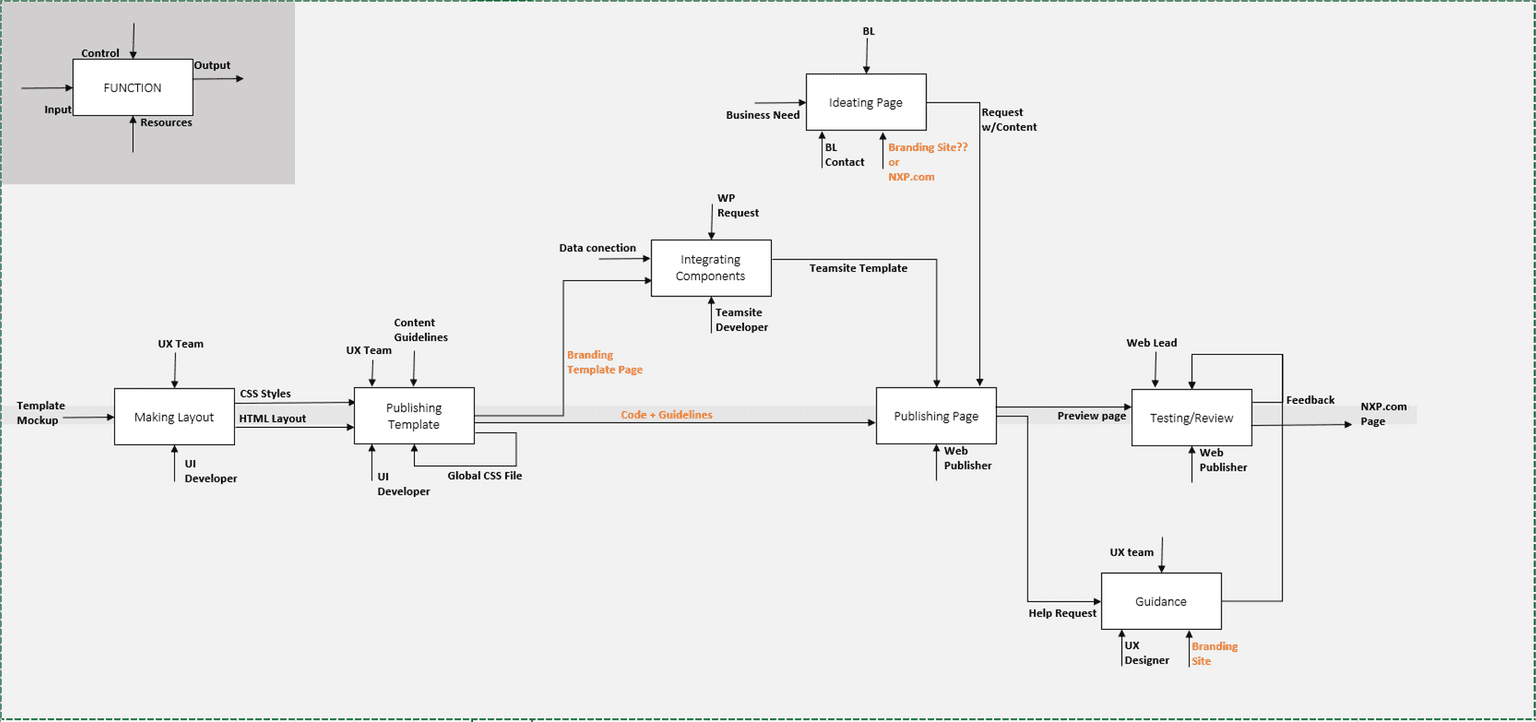 Control
Output
FUNCTION
Input
Resources
BL
Ideating Page
Business Need
Request
w/Content
BL
Contact
Branding Site??
or
NXP.com
WP
Request
Data conection
Integrating
Components
Teamsite Template
Teamsite
Developer
Content
Guidelines
UX Team
UX Team
Branding
Template Page
Web Lead
Template
Mockup
Making Layout
CSS Styles
HTML Layout
Publishing
Template
Code + Guidelines
Publishing Page
Preview page
Testing/Review
Feedback
NXP.com
Page
UI
Developer
UI
Developer
Global CSS File
Web
Publisher
Web
Publisher
UX team
Guidance
Help Request
UX
Designer
Branding
Site